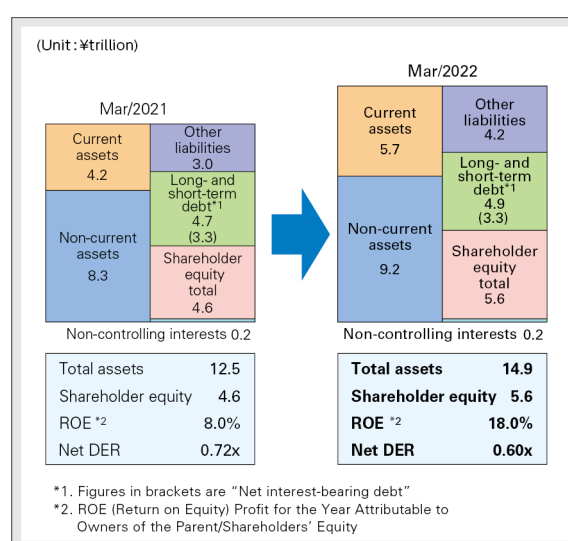 (Unit:¥trillion)
Mar/2021
Current
assets
4.2
Non-current
assets
8.3
Other
liabilities
3.0
Long- and
short-term
debt*1
4.7
(3.3)
Shareholder
equity
total
4.6
Non-controlling interests 0.2
Mar/2022
Current
assets
5.7
Non-current
assets
9.2
Other
liabilities
4.2
Long- and
short-term
debt*1
4.9
(3.3)
Shareholder
equity
total
5.6
Non-controlling interests 0.2
Total assets 12.5
Shareholder equity 4.6
ROE *2 8.0%
Net DER 0.72x
Total assets 14.9
Shareholder equity 5.6
ROE *2 18.0%
Net DER 0.60x
*1. Figures in brackets are “Net interest-bearing debt”
*2. ROE (Return on Equity) Profit for the Year Attributable to
Owners of the Parent/Shareholders’ Equity